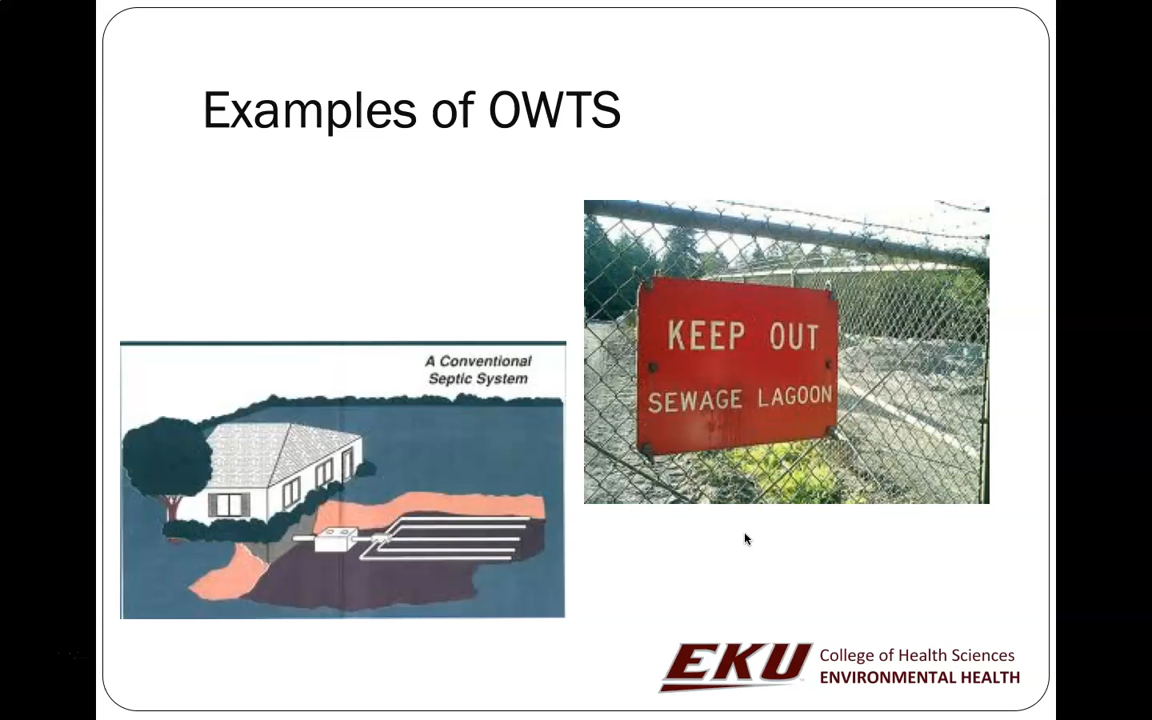 Examples of OWTS
A Conventional
Septic System
KEEP OUT
SEWAGE LAGOON
EKU
College of Health Sciences
ENVIRONMENTAL HEALTH